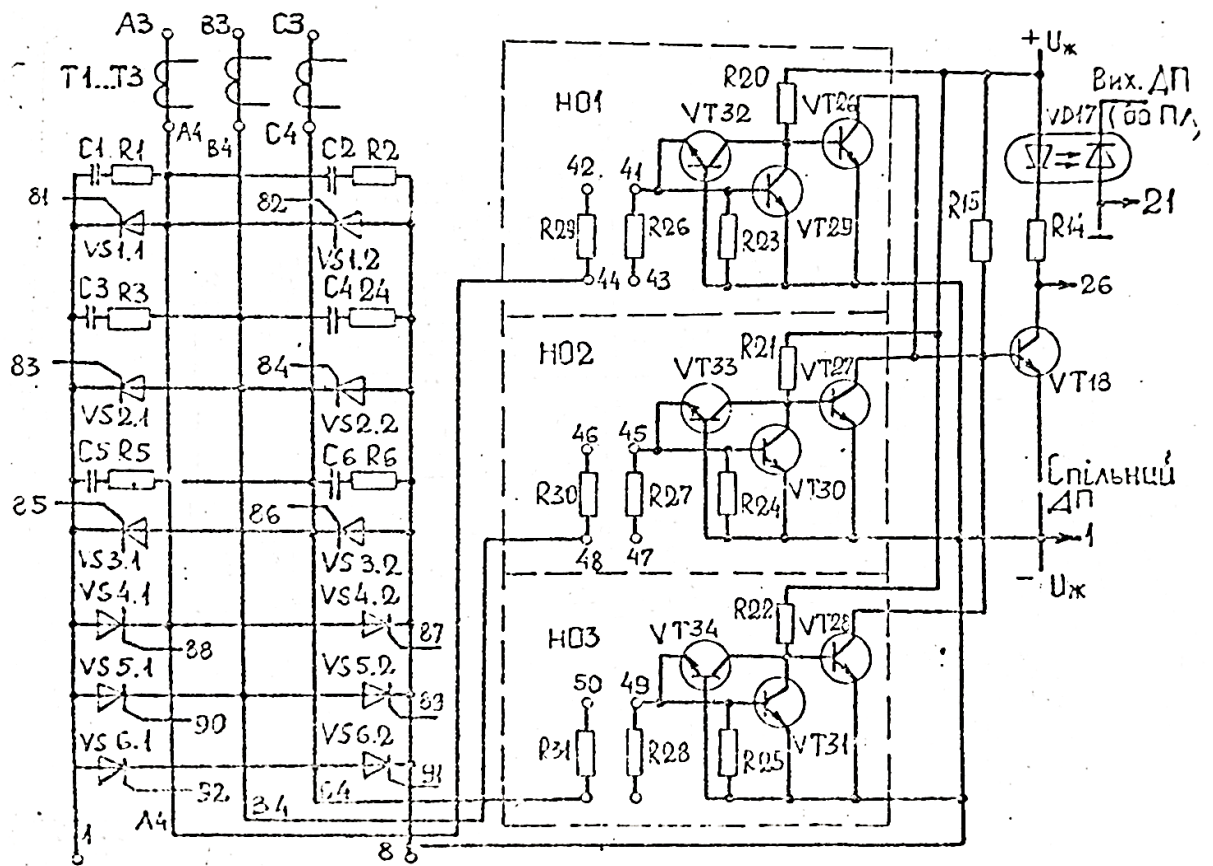 A3 B3 C3
T1...T3
A4 B4 C4
C1 R1 C2 R2
81 82
VS1.1 VS1.2
C3 R3 C4 24
83 84
VS2.1 VS2.2
C5 R5 C6 R6
85 86
VS3.1 VS3.2
VS4.1 VS4.2
88 87
VS5.1 VS5.2
90 89
VS6.1 VS6.2
92 91
A4 B4 C4
1 8
НО1
R20
VT32 VT26
42 41
R29 R26 R23 VT29
44 43
НО2
R21
VT33 VT27
46 45
R30 R27 R24 VT30
48 47
НО3
R22
VT34 VT28
50 49
R31 R28 R25 VT31
+ Uж
Вих. ДП
VD17
21
R15 R14
26
VT18
Спільний
ДП
1
- Uж